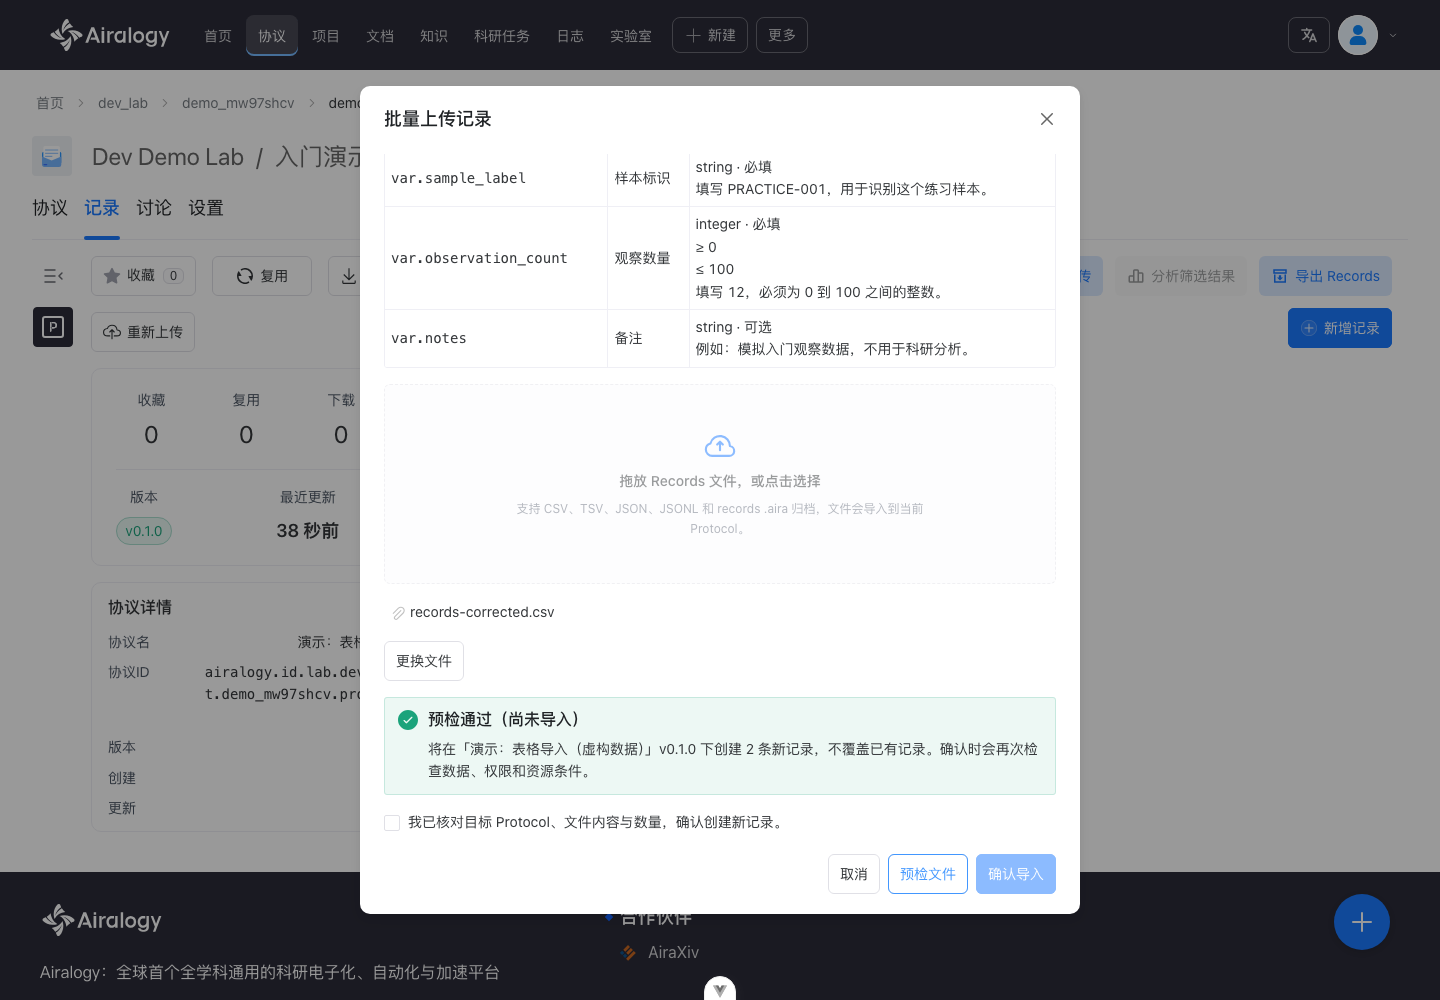 Airalogy
首页
协议
项目
文档
知识
科研任务
日志
实验室
新建
更多
首页
dev_lab
demo_mw97shcv
Dev Demo Lab /
协议
记录
讨论
设置
收藏 0
复用
分析筛选结果
导出 Records
重新上传
新增记录
收藏
复用
下载
0
0
0
版本
最近更新
v0.1.0
38 秒前
协议详情
协议名
协议ID
airalogy.id.lab.dev
版本
创建
更新
批量上传记录
var.sample_label
样本标识
string · 必填
填写 PRACTICE-001，用于识别这个练习样本。
var.observation_count
观察数量
integer · 必填
≥ 0
≤ 100
填写 12，必须为 0 到 100 之间的整数。
var.notes
备注
string · 可选
例如：模拟入门观察数据，不用于科研分析。
拖放 Records 文件，或点击选择
支持 CSV、TSV、JSON、JSONL 和 records .aira 归档，文件会导入到当前
Protocol。
records-corrected.csv
更换文件
预检通过（尚未导入）
将在「演示：表格导入（虚构数据）」v0.1.0 下创建 2 条新记录，不覆盖已有记录。确认时会再次检
查数据、权限和资源条件。
我已核对目标 Protocol、文件内容与数量，确认创建新记录。
取消
预检文件
确认导入
Airalogy
Airalogy：全球首个全学科通用的科研电子化、自动化与加速平台
合作伙伴
AiraXiv